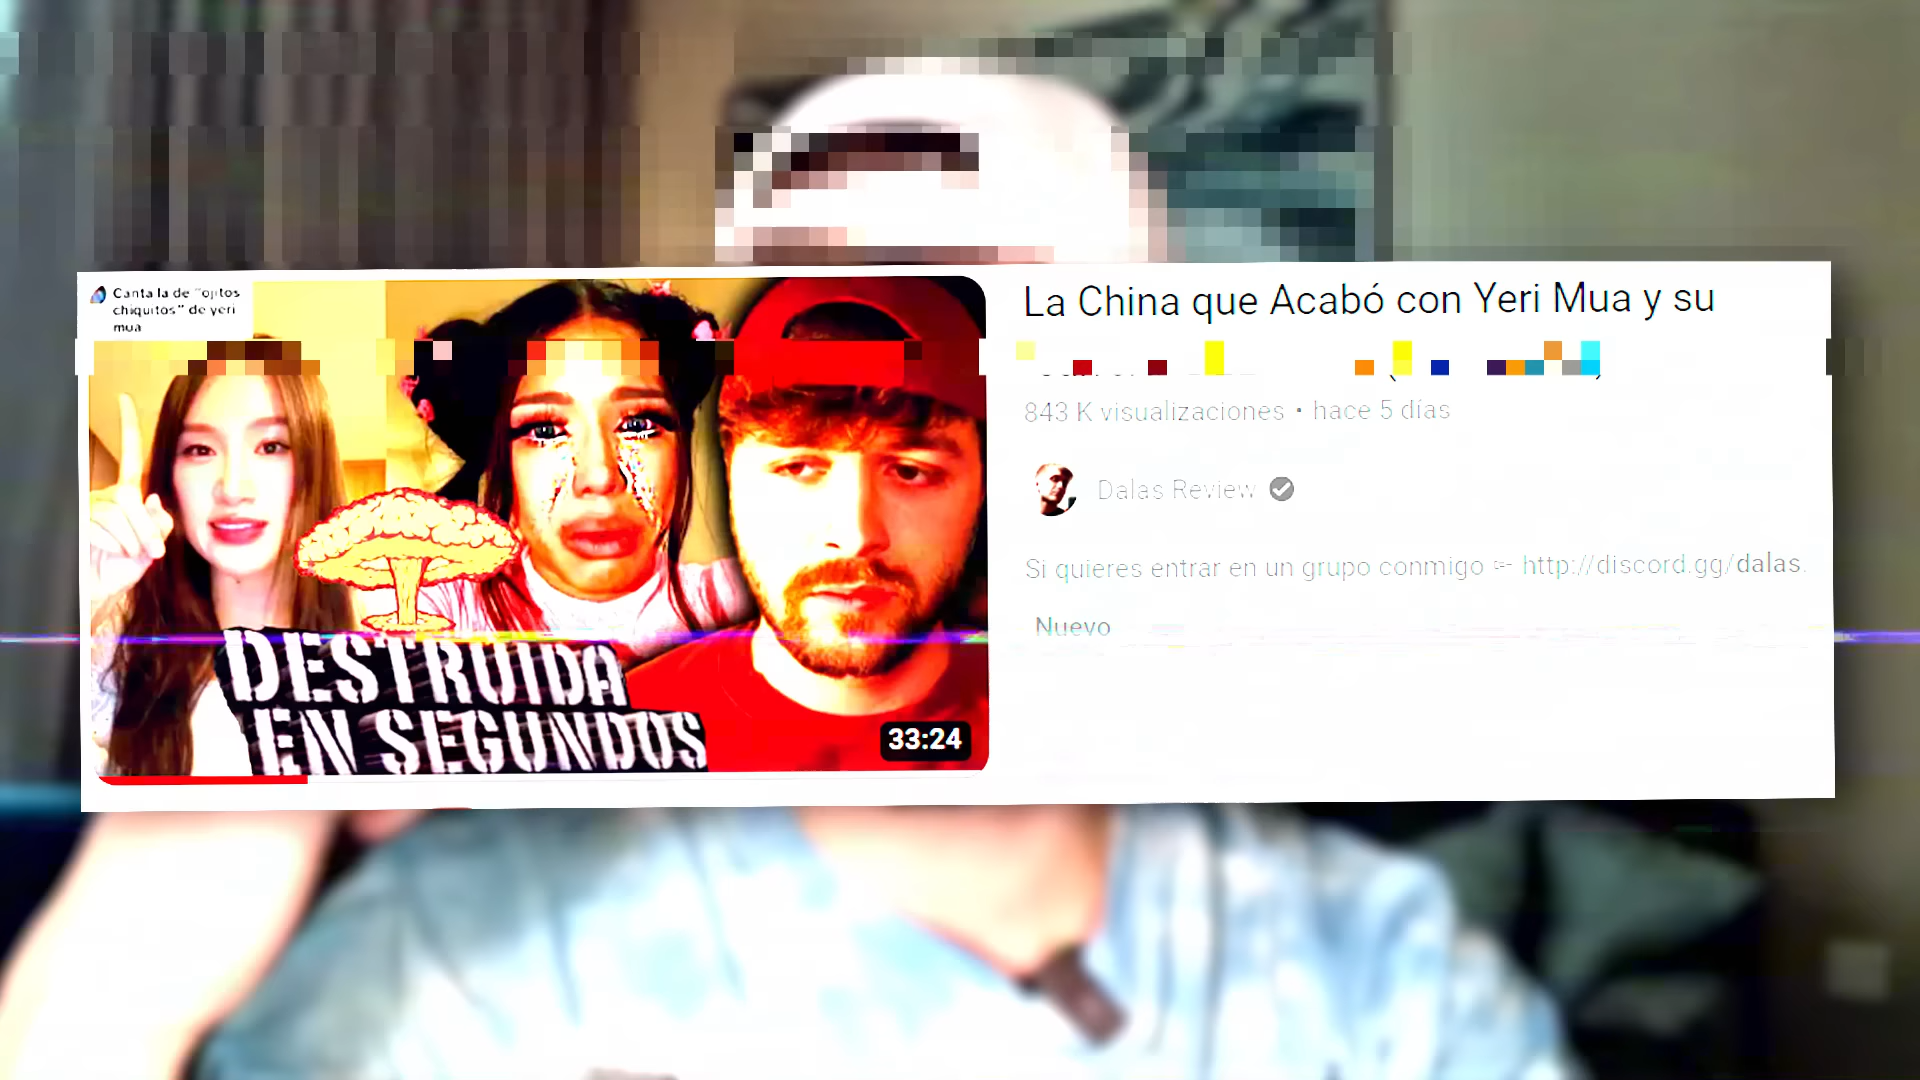 Canta la de "ojitos
chiquitos" de yeri
mua
DESTRUIDA
EN SEGUNDOS
33:24
La China que Acabó con Yeri Mua y su
843 K visualizaciones • hace 5 días
Dalas Review
Si quieres entrar en un grupo conmigo http://discord.gg/dalas.
Nuevo